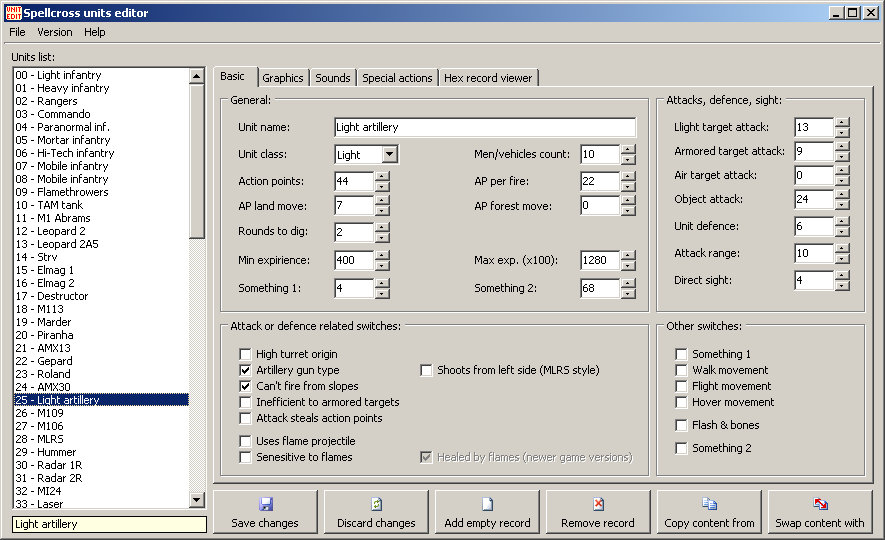 UNIT EDIT Spellcross units editor
File Version Help
Units list:
00 - Light infantry
01 - Heavy infantry
02 - Rangers
03 - Commando
04 - Paranormal inf.
05 - Mortar infantry
06 - Hi-Tech infantry
07 - Mobile infantry
08 - Mobile infantry
09 - Flamethrowers
10 - TAM tank
11 - M1 Abrams
12 - Leopard 2
13 - Leopard 2A5
14 - Strv
15 - Elmag 1
16 - Elmag 2
17 - Destructor
18 - M113
19 - Marder
20 - Piranha
21 - AMX13
22 - Gepard
23 - Roland
24 - AMX30
25 - Light artillery
26 - M109
27 - M106
28 - MLRS
29 - Hummer
30 - Radar 1R
31 - Radar 2R
32 - MI24
33 - Laser
Light artillery
Basic Graphics Sounds Special actions Hex record viewer
General:
Unit name: Light artillery
Unit class: Light Men/vehicles count: 10
Action points: 44 AP per fire: 22
AP land move: 7 AP forest move: 0
Rounds to dig: 2
Min expirience: 400 Max exp. (x100): 1280
Something 1: 4 Something 2: 68
Attacks, defence, sight:
Llight target attack: 13
Armored target attack: 9
Air target attack: 0
Object attack: 24
Unit defence: 6
Attack range: 10
Direct sight: 4
Attack or defence related switches:
High turret origin
Artillery gun type Shoots from left side (MLRS style)
Can't fire from slopes
Inefficient to armored targets
Attack steals action points
Uses flame projectile
Senesitive to flames Healed by flames (newer game versions)
Other switches:
Something 1
Walk movement
Flight movement
Hover movement
Flash & bones
Something 2
Save changes Discard changes Add empty record Remove record Copy content from Swap content with